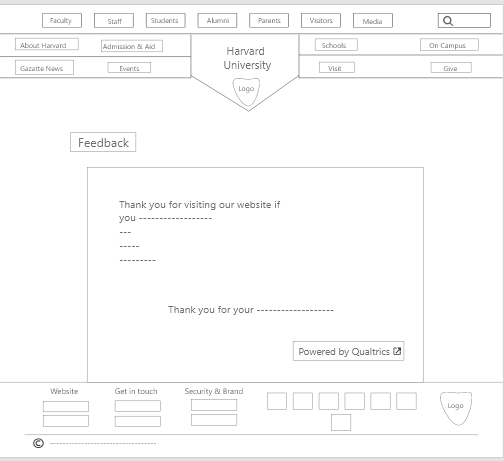 Faculty Staff Students Alumni Parents Visitors Media
About Harvard Admission & Aid Harvard Schools On Campus
University
Gazatte News Events Visit Give
Logo
Feedback
Thank you for visiting our website if
you ------------------
---
-----
---------
Thank you for your -------------------
Powered by Qualtrics
Website Get in touch Security & Brand
Logo
© --------------------------